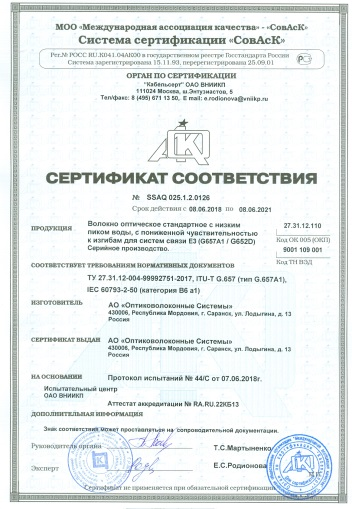 МОО «Международная ассоциация качества» - «СовАсК»
Система сертификации «СовАсК»
Рег.№ РОСС RU.К041.04АК00 в государственном реестре Госстандарта России
Система зарегистрирована 15.11.93, перерегистрирована 25.09.01
ОРГАН ПО СЕРТИФИКАЦИИ
"Кабельсерт" ОАО ВНИИКП
111024 Москва, ш.Энтузиастов, 5
Тел/факс: 8 (495) 671 13 50, E mail: e.rodionova@vniikp.ru
СЕРТИФИКАТ СООТВЕТСТВИЯ
№ SSAQ 025.1.2.0126
Срок действия с 08.06.2018 по 08.06.2021
ПРОДУКЦИЯ
Волокно оптическое стандартное с низким
пиком воды, с пониженной чувствительностью
к изгибам для систем связи Е3 (G657A1 / G652D)
Серийное производство.
27.31.12.110
Код ОК 005 (ОКП)
9001 109 001
Код ТН ВЭД
СООТВЕТСТВУЕТ ТРЕБОВАНИЯМ НОРМАТИВНЫХ ДОКУМЕНТОВ
ТУ 27.31.12-004-99992751-2017, ITU-T G.657 (тип G.657A1),
IEC 60793-2-50 (категория В6 a1)
ИЗГОТОВИТЕЛЬ
АО «Оптиковолоконные Системы»
430006, Республика Мордовия, г. Саранск, ул. Лодыгина, д. 13
Россия
СЕРТИФИКАТ ВЫДАН
АО «Оптиковолоконные Системы»
430006, Республика Мордовия, г. Саранск, ул. Лодыгина, д. 13
Россия
НА ОСНОВАНИИ
Протокол испытаний № 44/С от 07.06.2018г.
Испытательный центр
ОАО ВНИИКП
Аттестат аккредитации № RA.RU.22КБ13
ДОПОЛНИТЕЛЬНАЯ ИНФОРМАЦИЯ
Знак соответствия может проставляться на сопроводительной документации.
Руководитель органа
Т.С.Мартыненко
Эксперт
Е.С.Родионова
Сертификат не применяется при обязательной сертификации